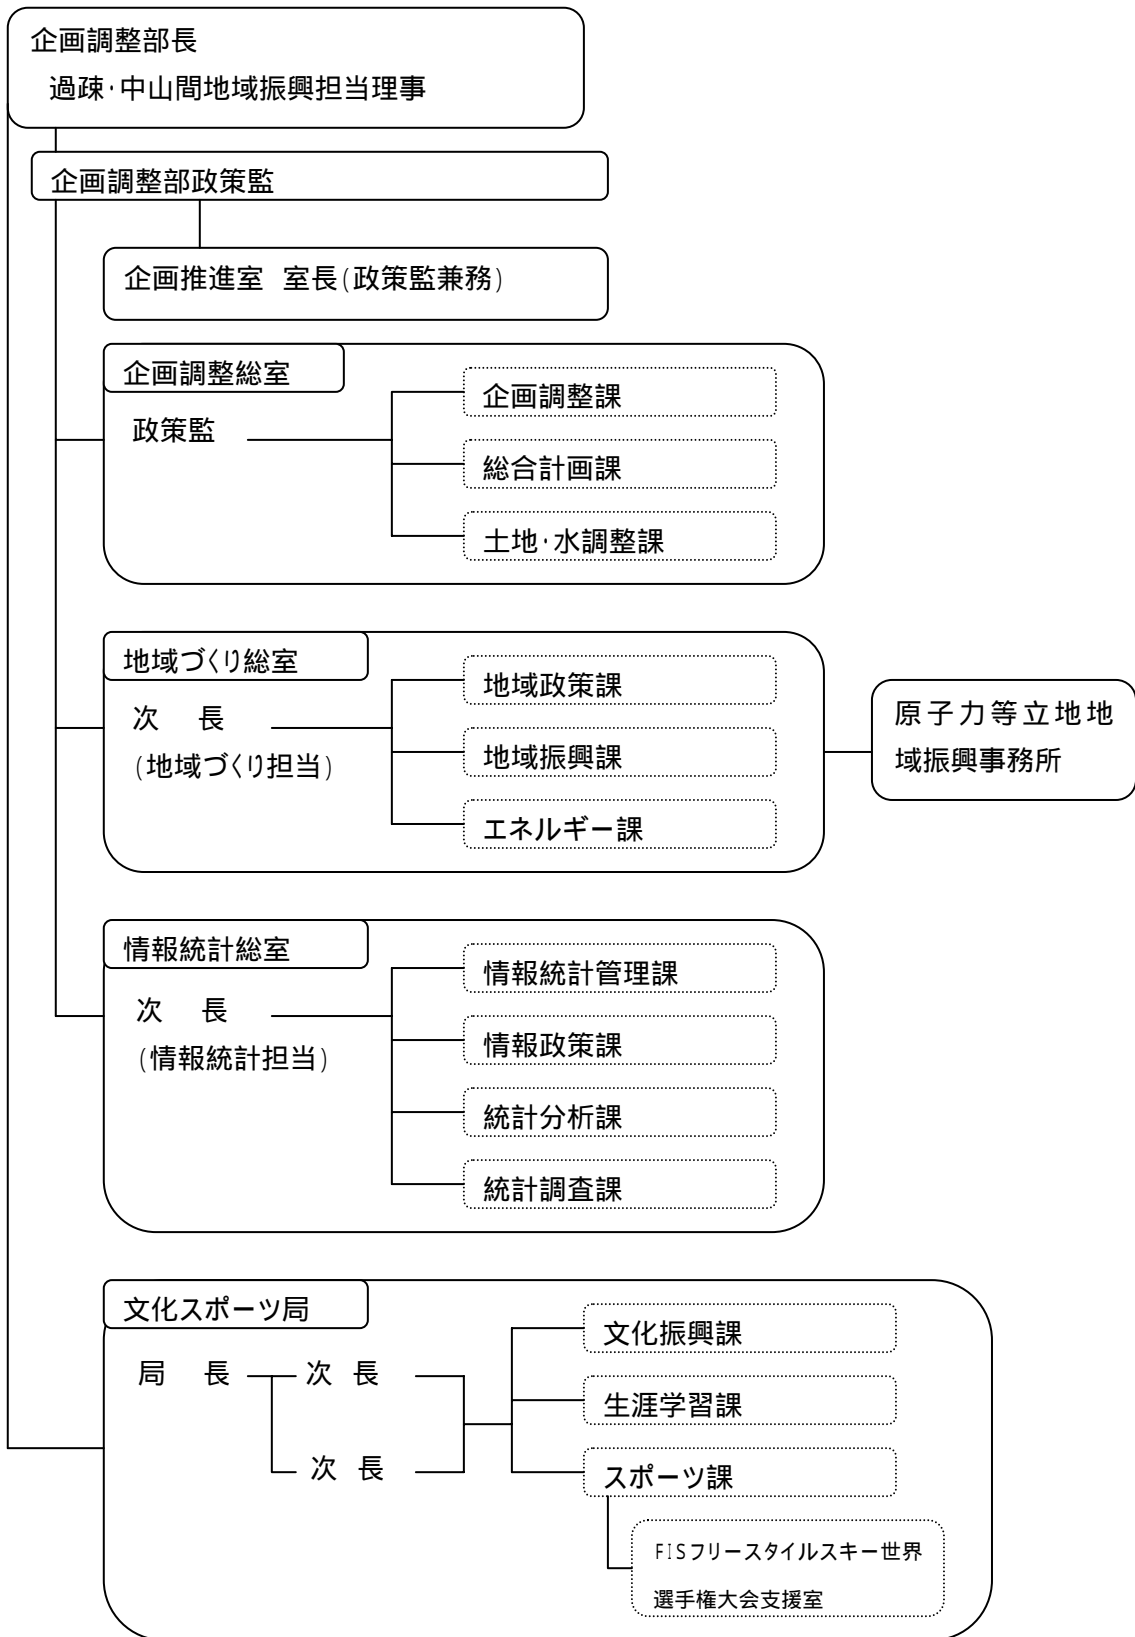 企画調整部長
過疎・中山間地域振興担当理事
企画調整部政策監
企画推進室 室長(政策監兼務)
企画調整総室
政策監
企画調整課
総合計画課
土地・水調整課
地域づくり総室
次 長
(地域づくり担当)
地域政策課
地域振興課
エネルギー課
原子力等立地地
域振興事務所
情報統計総室
次 長
(情報統計担当)
情報統計管理課
情報政策課
統計分析課
統計調査課
文化スポーツ局
局 長
次 長
次 長
文化振興課
生涯学習課
スポーツ課
FISフリースタイルスキー世界
選手権大会支援室